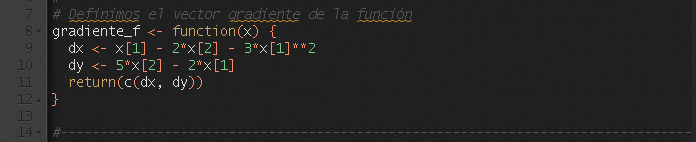 7 # Definimos el vector gradiente de la función
8 gradiente_f <- function(x) {
9 dx <- x[1] - 2*x[2] - 3*x[1]**2
10 dy <- 5*x[2] - 2*x[1]
11 return(c(dx, dy))
12 }
13
14 #--------------------------------------------------------------------------------